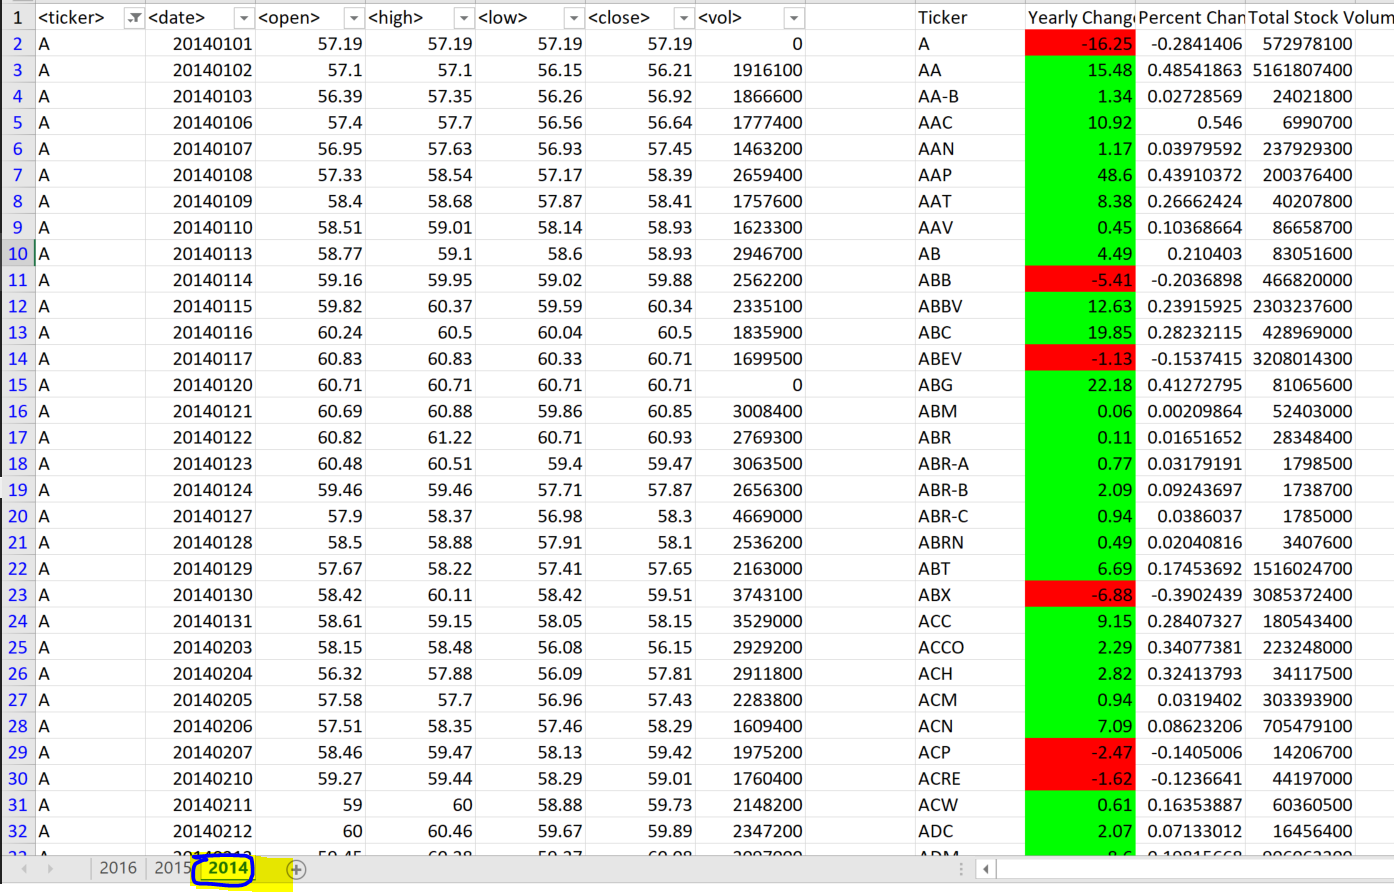 1 <ticker> <date> <open> <high> <low> <close> <vol> Ticker Yearly Chang Percent Chan Total Stock Volum
2 A 20140101 57.19 57.19 57.19 57.19 0 A -16.25 -0.2841406 572978100
3 A 20140102 57.1 57.1 56.15 56.21 1916100 AA 15.48 0.48541863 5161807400
4 A 20140103 56.39 57.35 56.26 56.92 1866600 AA-B 1.34 0.02728569 24021800
5 A 20140106 57.4 57.7 56.56 56.64 1777400 AAC 10.92 0.546 6990700
6 A 20140107 56.95 57.63 56.93 57.45 1463200 AAN 1.17 0.03979592 237929300
7 A 20140108 57.33 58.54 57.17 58.39 2659400 AAP 48.6 0.43910372 200376400
8 A 20140109 58.4 58.68 57.87 58.41 1757600 AAT 8.38 0.26662424 40207800
9 A 20140110 58.51 59.01 58.14 58.93 1623300 AAV 0.45 0.10368664 86658700
10 A 20140113 58.77 59.1 58.6 58.93 2946700 AB 4.49 0.210403 83051600
11 A 20140114 59.16 59.95 59.02 59.88 2562200 ABB -5.41 -0.2036898 466820000
12 A 20140115 59.82 60.37 59.59 60.34 2335100 ABBV 12.63 0.23915925 2303237600
13 A 20140116 60.24 60.5 60.04 60.5 1835900 ABC 19.85 0.28232115 428969000
14 A 20140117 60.83 60.83 60.33 60.71 1699500 ABEV -1.13 -0.1537415 3208014300
15 A 20140120 60.71 60.71 60.71 60.71 0 ABG 22.18 0.41272795 81065600
16 A 20140121 60.69 60.88 59.86 60.85 3008400 ABM 0.06 0.00209864 52403000
17 A 20140122 60.82 61.22 60.71 60.93 2769300 ABR 0.11 0.01651652 28348400
18 A 20140123 60.48 60.51 59.4 59.47 3063500 ABR-A 0.77 0.03179191 1798500
19 A 20140124 59.46 59.46 57.71 57.87 2656300 ABR-B 2.09 0.09243697 1738700
20 A 20140127 57.9 58.37 56.98 58.3 4669000 ABR-C 0.94 0.0386037 1785000
21 A 20140128 58.5 58.88 57.91 58.1 2536200 ABRN 0.49 0.02040816 3407600
22 A 20140129 57.67 58.22 57.41 57.65 2163000 ABT 6.69 0.17453692 1516024700
23 A 20140130 58.42 60.11 58.42 59.51 3743100 ABX -6.88 -0.3902439 3085372400
24 A 20140131 58.61 59.15 58.05 58.15 3529000 ACC 9.15 0.28407327 180543400
25 A 20140203 58.15 58.48 56.08 56.15 2929200 ACCO 2.29 0.34077381 223248000
26 A 20140204 56.32 57.88 56.09 57.81 2911800 ACH 2.82 0.32413793 34117500
27 A 20140205 57.58 57.7 56.96 57.43 2283800 ACM 0.94 0.0319402 303393900
28 A 20140206 57.51 58.35 57.46 58.29 1609400 ACN 7.09 0.08623206 705479100
29 A 20140207 58.46 59.47 58.13 59.42 1975200 ACP -2.47 -0.1405006 14206700
30 A 20140210 59.27 59.44 58.29 59.01 1760400 ACRE -1.62 -0.1236641 44197000
31 A 20140211 59 60 58.88 59.73 2148200 ACW 0.61 0.16353887 60360500
32 A 20140212 60 60.46 59.67 59.89 2347200 ADC 2.07 0.07133012 16456400
2016 2015 2014